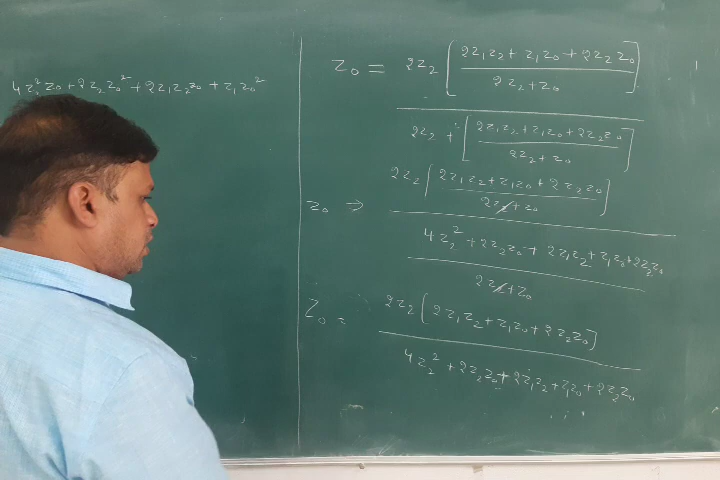 4z₂²z₀ + 2z₂z₀² + 2z₁z₂z₀ + z₁z₀²
z₀ = 2z₂ [ 2z₁z₂ + z₁z₀ + 2z₂z₀
2z₂ + z₀ ]
2z₂ + [ 2z₁z₂ + z₁z₀ + 2z₂z₀
2z₂ + z₀ ]
2z₂ [ 2z₁z₂ + z₁z₀ + 2z₂z₀
z₀ → 2z₂ + z₀ ]
4z₂² + 2z₂z₀ + 2z₁z₂ + z₁z₀ + 2z₂z₀
2z₂ + z₀
Z₀ = 2z₂ [ 2z₁z₂ + z₁z₀ + 2z₂z₀ ]
4z₂² + 2z₂z₀ + 2z₁z₂ + z₁z₀ + 2z₂z₀